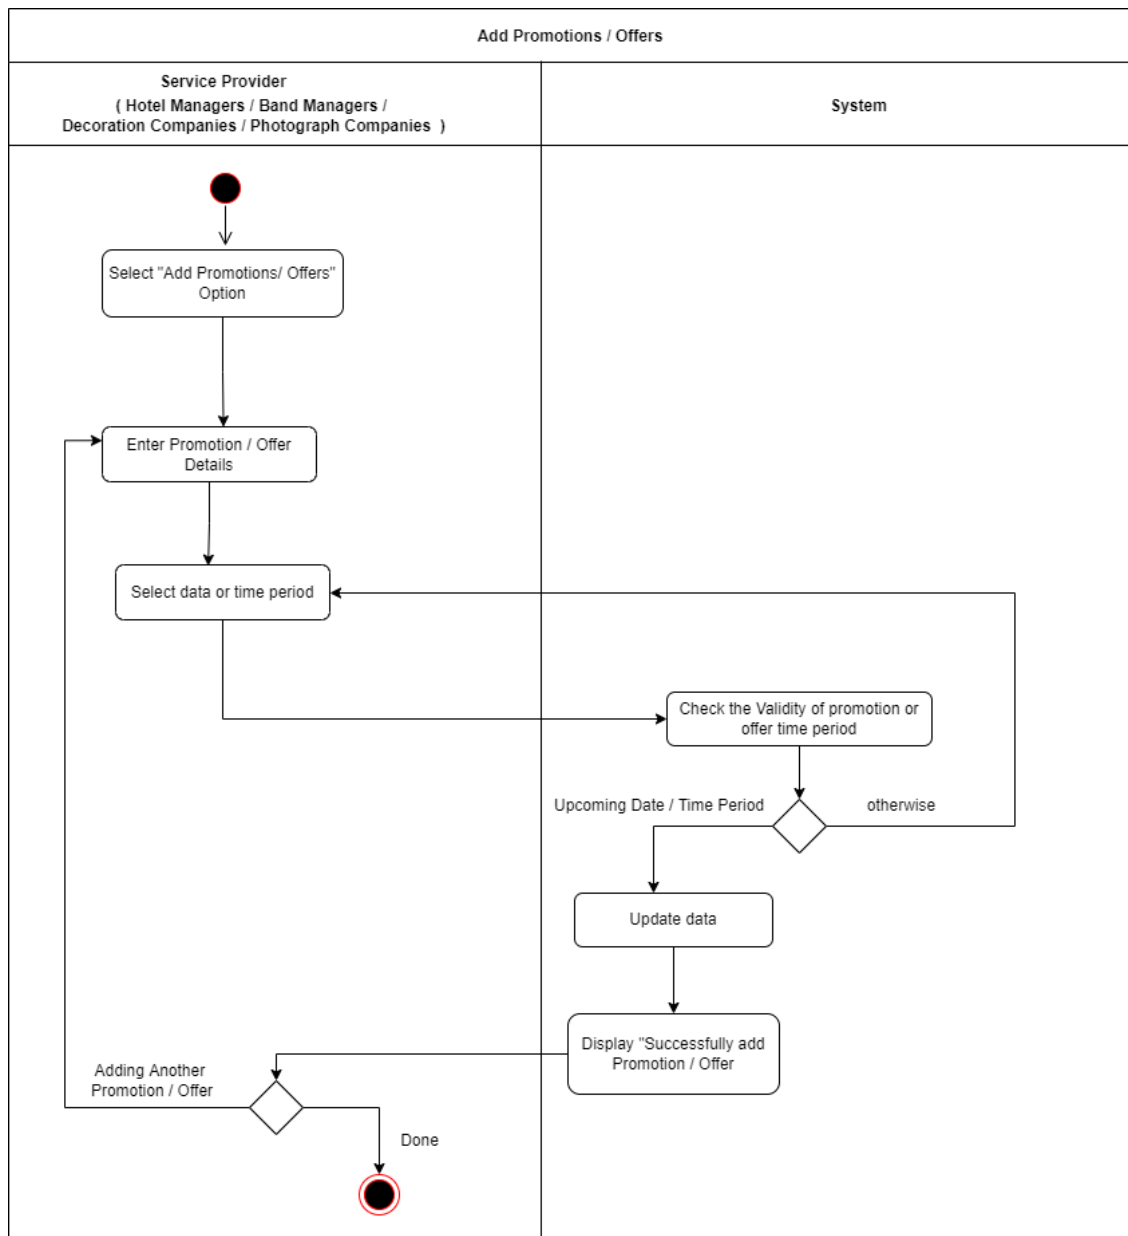 Add Promotions / Offers
Service Provider
( Hotel Managers / Band Managers /
Decoration Companies / Photograph Companies )
System
Select "Add Promotions/ Offers"
Option
Enter Promotion / Offer
Details
Select data or time period
Check the Validity of promotion or
offer time period
Upcoming Date / Time Period
otherwise
Update data
Display "Successfully add
Promotion / Offer
Adding Another
Promotion / Offer
Done